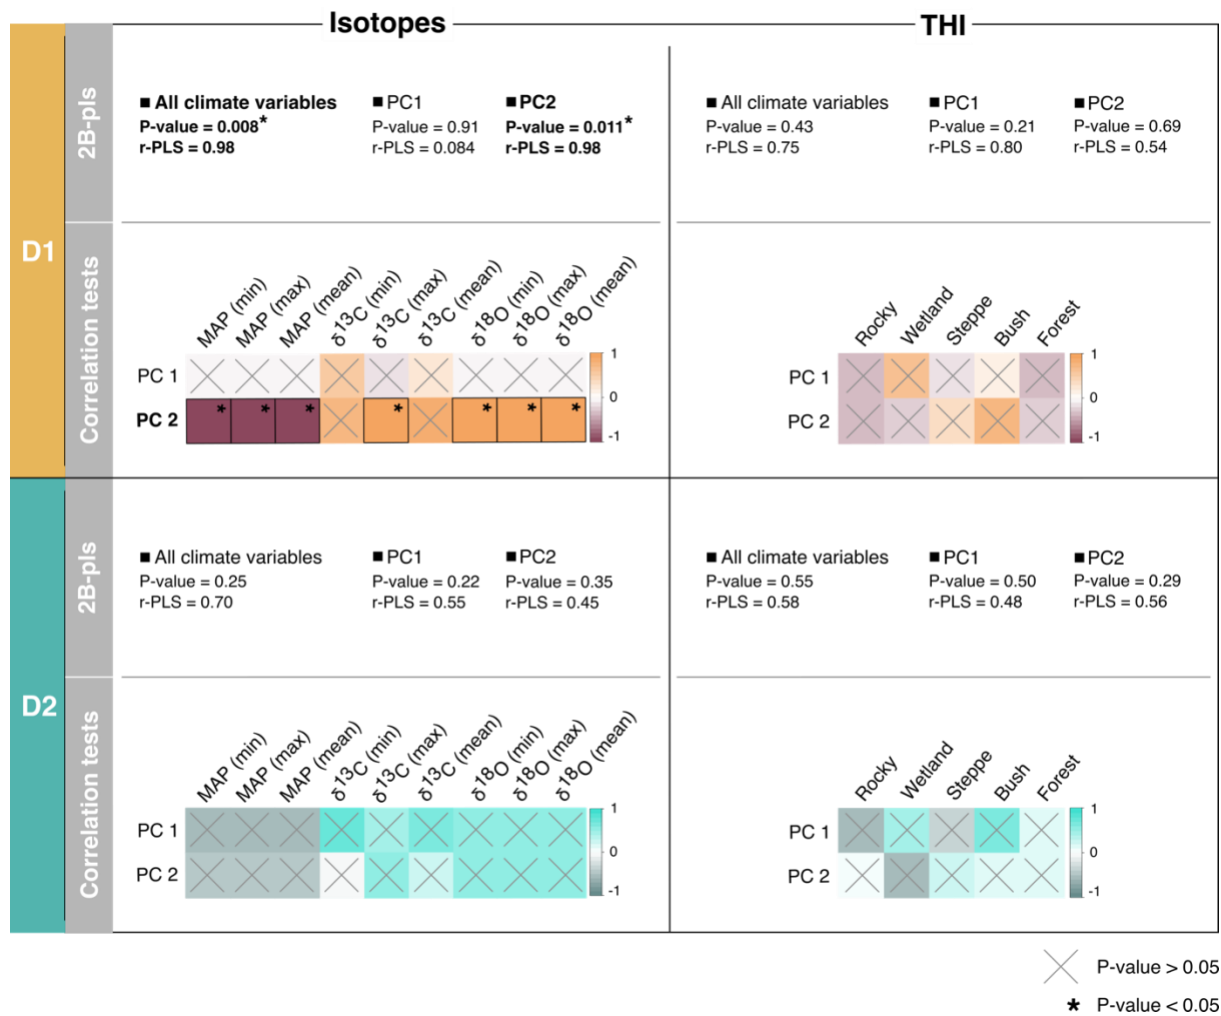 Isotopes
THI
D1
2B-pls
■ All climate variables
P-value = 0.008*
r-PLS = 0.98
■ PC1
P-value = 0.91
r-PLS = 0.084
■ PC2
P-value = 0.011*
r-PLS = 0.98
■ All climate variables
P-value = 0.43
r-PLS = 0.75
■ PC1
P-value = 0.21
r-PLS = 0.80
■ PC2
P-value = 0.69
r-PLS = 0.54
Correlation tests
MAP (min)
MAP (max)
MAP (mean)
δ13C (min)
δ13C (max)
δ13C (mean)
δ18O (min)
δ18O (max)
δ18O (mean)
PC 1
PC 2
* * * * * * *
1
0
-1
Rocky
Wetland
Steppe
Bush
Forest
PC 1
PC 2
1
0
-1
D2
2B-pls
■ All climate variables
P-value = 0.25
r-PLS = 0.70
■ PC1
P-value = 0.22
r-PLS = 0.55
■ PC2
P-value = 0.35
r-PLS = 0.45
■ All climate variables
P-value = 0.55
r-PLS = 0.58
■ PC1
P-value = 0.50
r-PLS = 0.48
■ PC2
P-value = 0.29
r-PLS = 0.56
Correlation tests
MAP (min)
MAP (max)
MAP (mean)
δ13C (min)
δ13C (max)
δ13C (mean)
δ18O (min)
δ18O (max)
δ18O (mean)
PC 1
PC 2
1
0
-1
Rocky
Wetland
Steppe
Bush
Forest
PC 1
PC 2
1
0
-1
P-value > 0.05
* P-value < 0.05